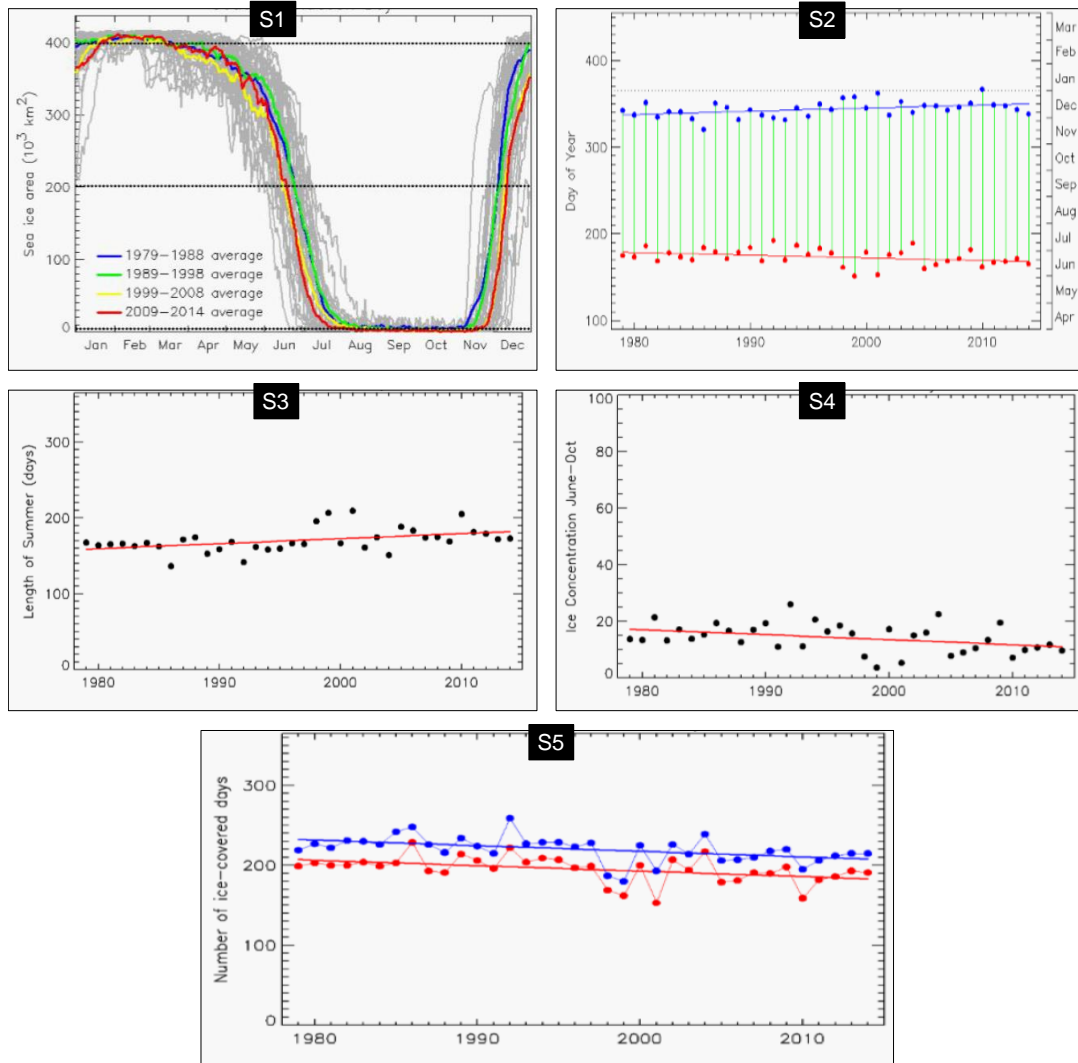 S1
Sea ice area (10³ km²)
400
300
200
100
0
1979–1988 average
1989–1998 average
1999–2008 average
2009–2014 average
Jan Feb Mar Apr May Jun Jul Aug Sep Oct Nov Dec
S2
Day of Year
400
300
200
100
1980 1990 2000 2010
Mar
Feb
Jan
Dec
Nov
Oct
Sep
Aug
Jul
Jun
May
Apr
S3
Length of Summer (days)
300
200
100
0
1980 1990 2000 2010
S4
Ice Concentration June–Oct
100
80
60
40
20
0
1980 1990 2000 2010
S5
Number of ice–covered days
300
200
100
0
1980 1990 2000 2010